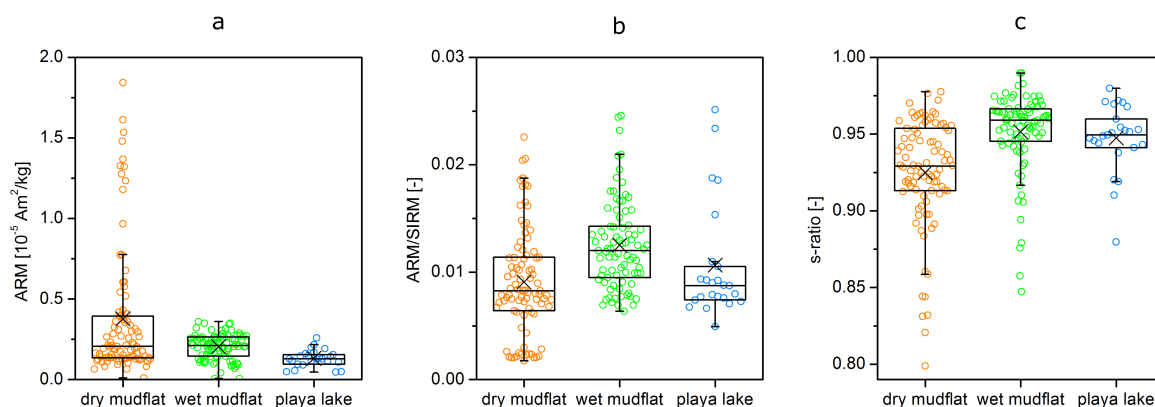 a
ARM [10⁻⁵ Am²/kg]
2.0
1.5
1.0
0.5
0.0
dry mudflat wet mudflat playa lake
b
ARM/SIRM [-]
0.03
0.02
0.01
0.00
dry mudflat wet mudflat playa lake
c
s-ratio [-]
1.00
0.95
0.90
0.85
0.80
dry mudflat wet mudflat playa lake